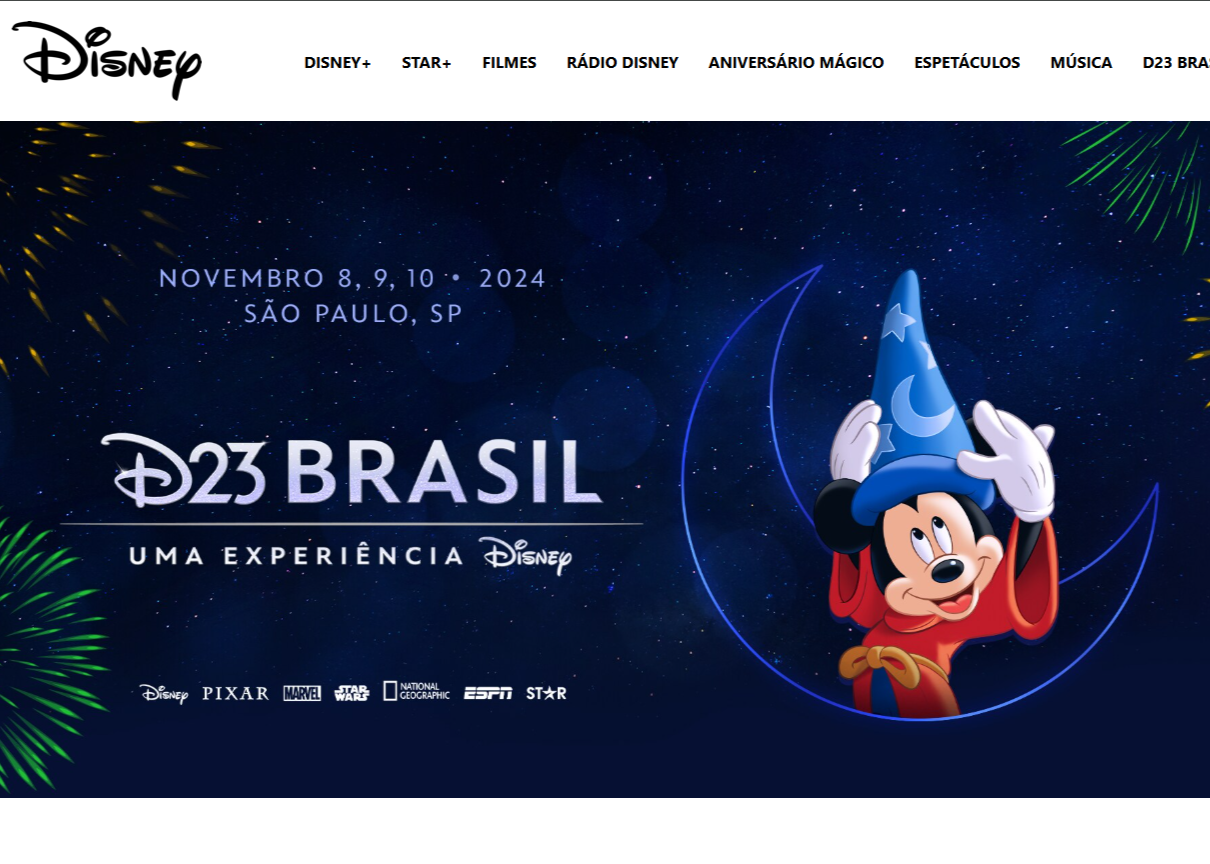 Disney
DISNEY+ STAR+ FILMES RÁDIO DISNEY ANIVERSÁRIO MÁGICO ESPETÁCULOS MÚSICA D23 BRAS
NOVEMBRO 8, 9, 10 • 2024
SÃO PAULO, SP
D23 BRASIL
UMA EXPERIÊNCIA Disney
Disney PIXAR MARVEL STAR WARS NATIONAL GEOGRAPHIC ESPN STAR